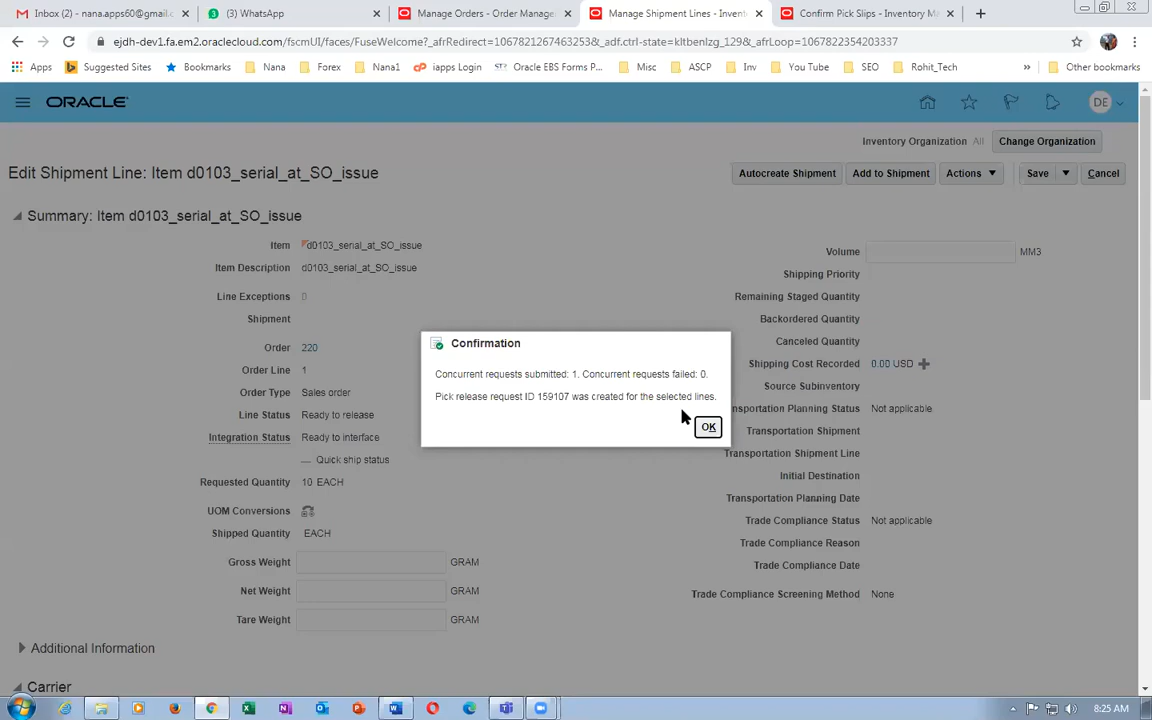 Inbox (2) - nana.apps60@gmail.c
(3) WhatsApp
Manage Orders - Order Manage
Manage Shipment Lines - Invent
Confirm Pick Slips - Inventory M
ejdh-dev1.fa.em2.oraclecloud.com/fscmUI/faces/FuseWelcome?_afrRedirect=1067821267463253&_adf.ctrl-state=kltbenlzg_129&_afrLoop=1067822354203337
Apps
Suggested Sites
Bookmarks
Nana
Forex
Nana1
iapps Login
Oracle EBS Forms P...
Misc
ASCP
Inv
You Tube
SEO
Rohit_Tech
»
Other bookmarks
ORACLE
DE
Inventory Organization All
Change Organization
Edit Shipment Line: Item d0103_serial_at_SO_issue
Autocreate Shipment
Add to Shipment
Actions
Save
Cancel
Summary: Item d0103_serial_at_SO_issue
Item d0103_serial_at_SO_issue
Item Description d0103_serial_at_SO_issue
Line Exceptions 0
Shipment
Order 220
Order Line 1
Order Type Sales order
Line Status Ready to release
Integration Status Ready to interface
Quick ship status
Requested Quantity 10 EACH
UOM Conversions
Shipped Quantity EACH
Gross Weight GRAM
Net Weight GRAM
Tare Weight GRAM
Volume MM3
Shipping Priority
Remaining Staged Quantity
Backordered Quantity
Canceled Quantity
Shipping Cost Recorded 0.00 USD
Source Subinventory
Transportation Planning Status Not applicable
Transportation Shipment
Transportation Shipment Line
Initial Destination
Transportation Planning Date
Trade Compliance Status Not applicable
Trade Compliance Reason
Trade Compliance Date
Trade Compliance Screening Method None
Confirmation
Concurrent requests submitted: 1. Concurrent requests failed: 0.
Pick release request ID 159107 was created for the selected lines.
OK
Additional Information
Carrier
8:25 AM